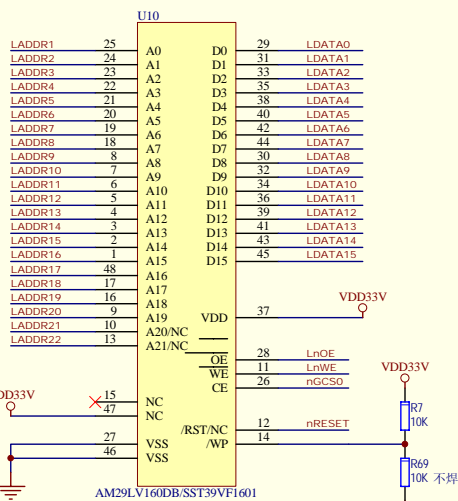 U10
LADDR1 25 A0 D0 29 LDATA0
LADDR2 24 A1 D1 31 LDATA1
LADDR3 23 A2 D2 33 LDATA2
LADDR4 22 A3 D3 35 LDATA3
LADDR5 21 A4 D4 38 LDATA4
LADDR6 20 A5 D5 40 LDATA5
LADDR7 19 A6 D6 42 LDATA6
LADDR8 18 A7 D7 44 LDATA7
LADDR9 8 A8 D8 30 LDATA8
LADDR10 7 A9 D9 32 LDATA9
LADDR11 6 A10 D10 34 LDATA10
LADDR12 5 A11 D11 36 LDATA11
LADDR13 4 A12 D12 39 LDATA12
LADDR14 3 A13 D13 41 LDATA13
LADDR15 2 A14 D14 43 LDATA14
LADDR16 1 A15 D15 45 LDATA15
LADDR17 48 A16
LADDR18 17 A17
LADDR19 16 A18
LADDR20 9 A19 VDD 37 VDD33V
LADDR21 10 A20/NC
LADDR22 13 A21/NC
OE 28 LnOE
WE 11 LnWE
CE 26 nGCS0
VDD33V
DD33V
15 NC
47 NC
R7
10K
/RST/NC 12 nRESET
27 VSS /WP 14
46 VSS
R69
10K 不焊
AM29LV160DB/SST39VF1601